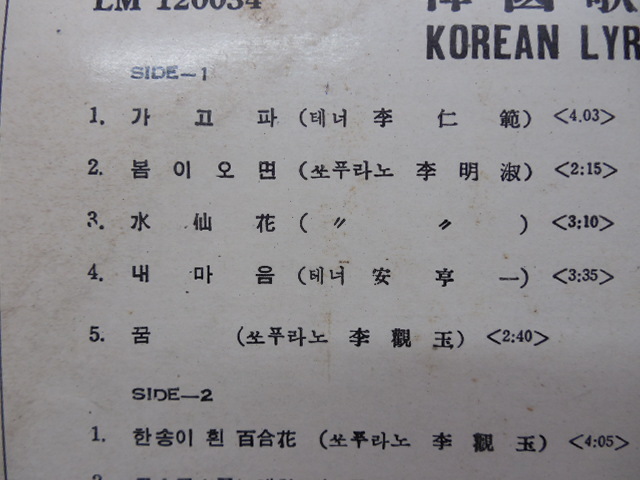 LM 120034
KOREAN LYR
SIDE-1
1. 가 고 파 (테너 李 仁 範) <4.03>
2. 봄 이 오 면 (쏘푸라노 李 明 淑) <2:15>
3. 水 仙 花 ( 〃 〃 ) <3:10>
4. 내 마 음 (테너 安 亨 一) <3:35>
5. 꿈 (쏘푸라노 李 觀 玉) <2:40>
SIDE-2
1. 한송이 흰 百合花 (쏘푸라노 李 觀 玉) <4:05>